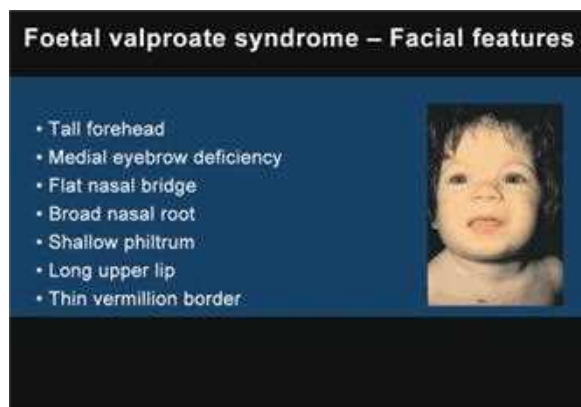 Foetal valproate syndrome – Facial features
• Tall forehead
• Medial eyebrow deficiency
• Flat nasal bridge
• Broad nasal root
• Shallow philtrum
• Long upper lip
• Thin vermillion border